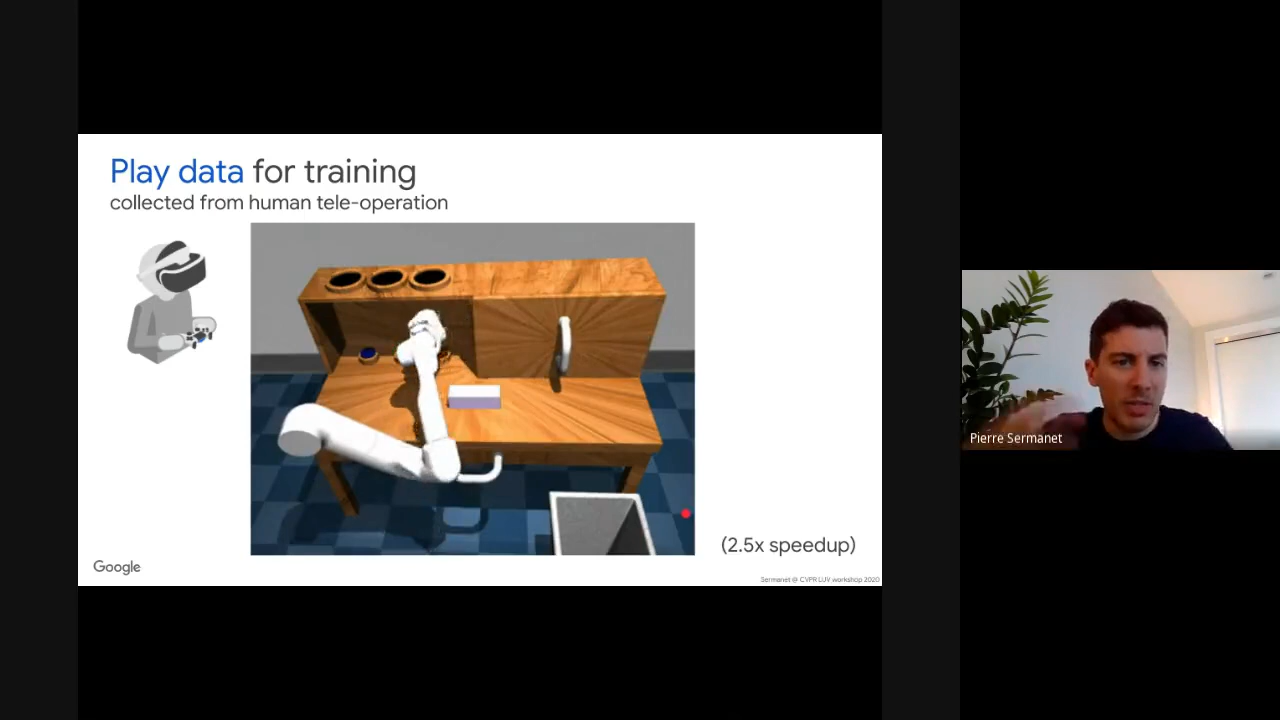 Play data for training
collected from human tele-operation
(2.5x speedup)
Google
Sermanet @ CVPR LUV workshop 2020
Pierre Sermanet